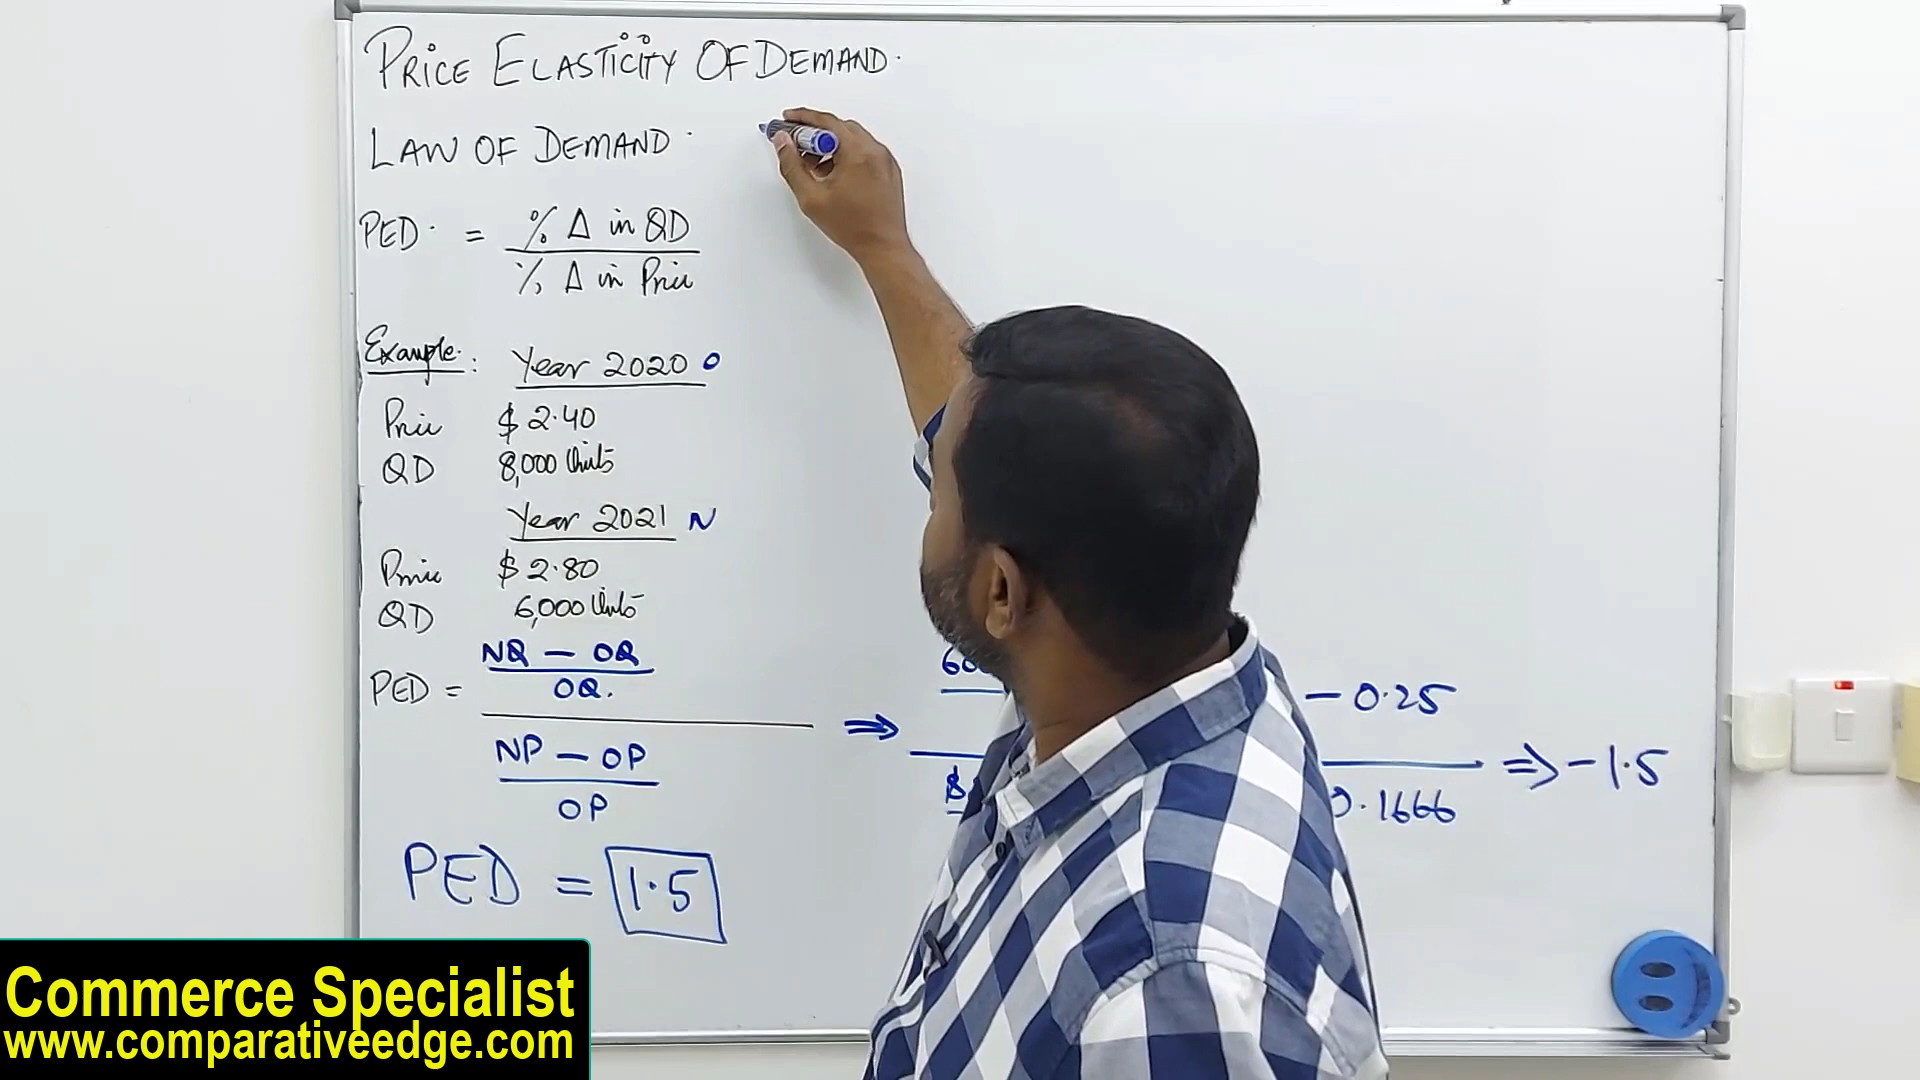 PRICE ELASTICITY OF DEMAND.
LAW OF DEMAND.
PED. = % Δ in QD
% Δ in Price
Example: Year 2020 O
Price $ 2.40
QD 8,000 Units
Year 2021 N
Price $ 2.80
QD 6,000 Units
PED = NQ - OQ
OQ.
NP - OP
OP
⇒
60
$
- 0.25
0.1666
⇒ - 1.5
PED = 1.5
Commerce Specialist
www.comparativeedge.com